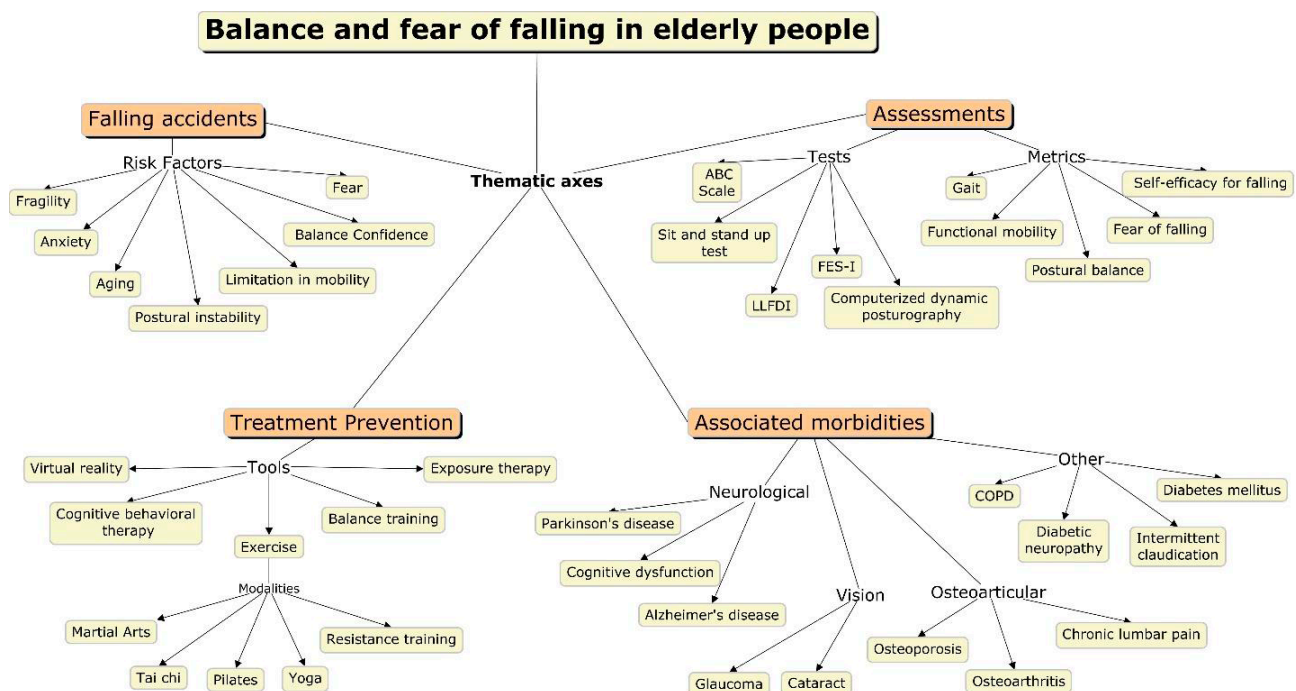 Balance and fear of falling in elderly people
Falling accidents
Risk Factors
Fragility
Anxiety
Aging
Postural instability
Limitation in mobility
Balance Confidence
Fear
Thematic axes
Assessments
Tests
ABC
Scale
Sit and stand up
test
LLFDI
FES-I
Computerized dynamic
posturography
Metrics
Gait
Functional mobility
Postural balance
Fear of falling
Self-efficacy for falling
Treatment Prevention
Tools
Virtual reality
Cognitive behavioral
therapy
Exercise
Balance training
Exposure therapy
Modalities
Martial Arts
Tai chi
Pilates
Yoga
Resistance training
Associated morbidities
Neurological
Parkinson's disease
Cognitive dysfunction
Alzheimer's disease
Vision
Glaucoma
Cataract
Osteoarticular
Osteoporosis
Osteoarthritis
Chronic lumbar pain
Other
COPD
Diabetic
neuropathy
Intermittent
claudication
Diabetes mellitus